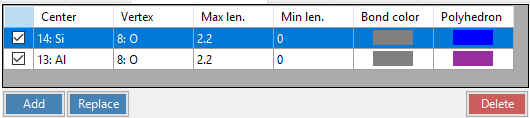 Center Vertex Max len. Min len. Bond color Polyhedron
14: Si 8: O 2.2 0
13: Al 8: O 2.2 0
Add Replace Delete